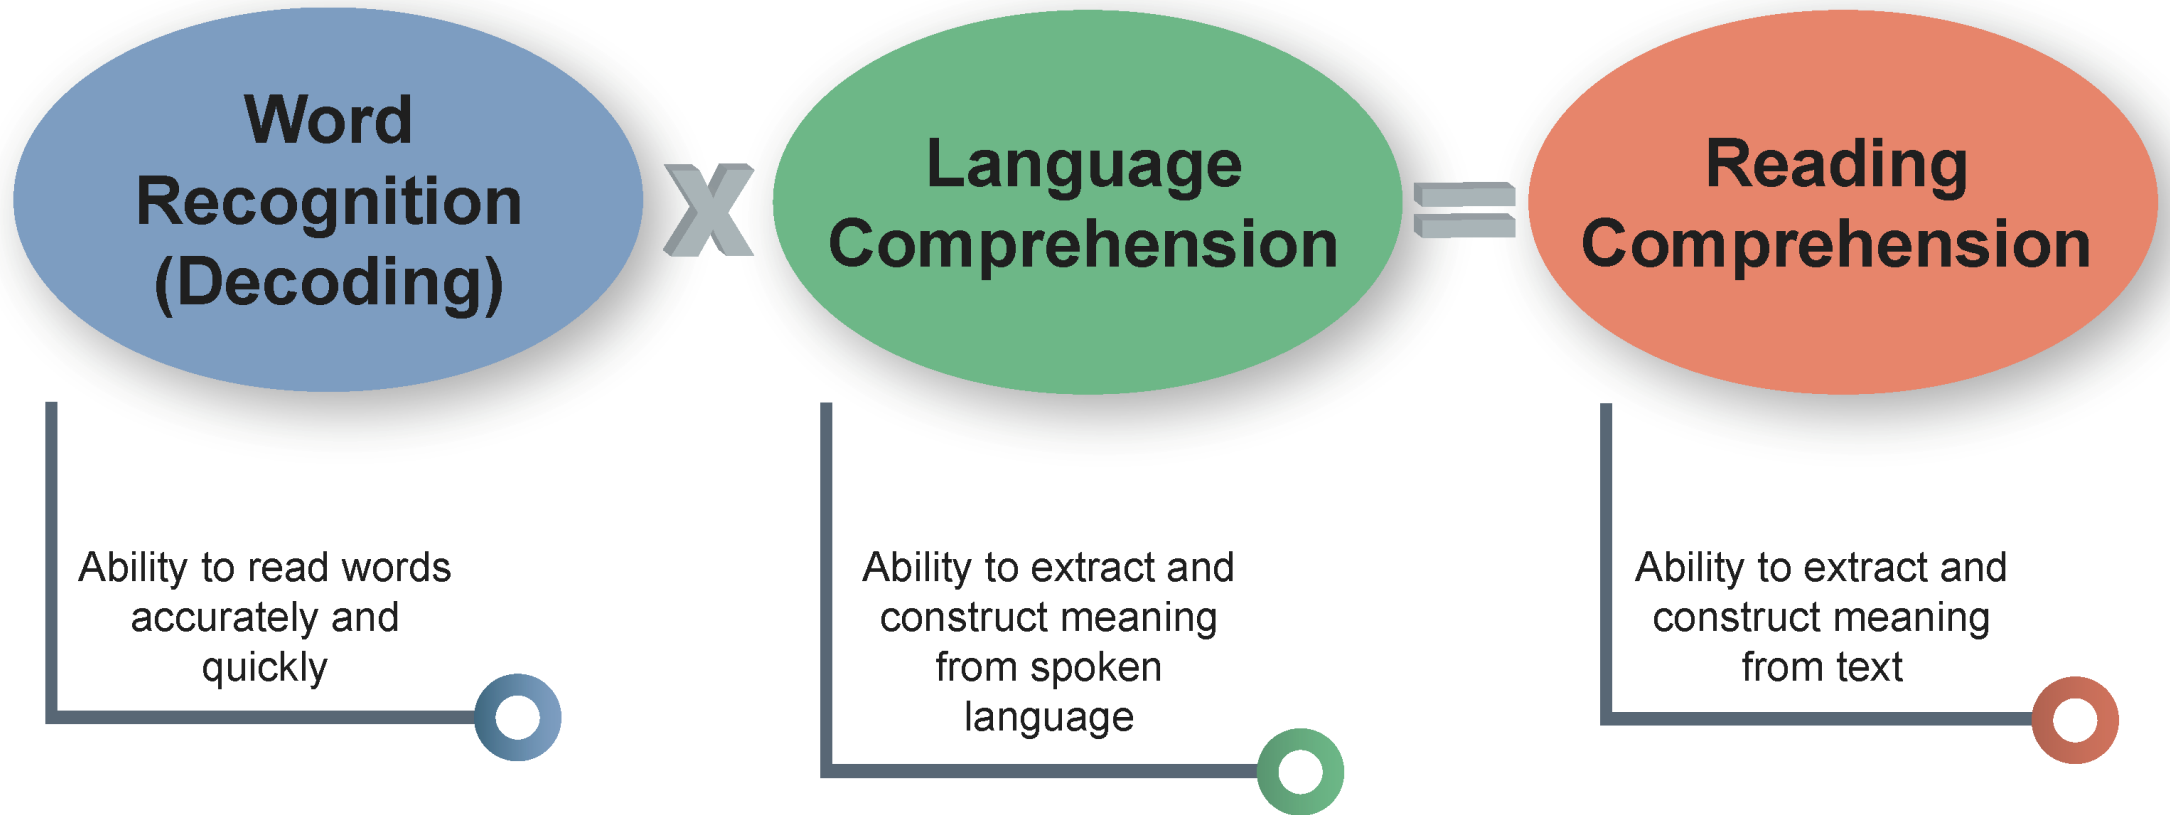 Word
Recognition
(Decoding)
x
Language
Comprehension
=
Reading
Comprehension
Ability to read words
accurately and
quickly
Ability to extract and
construct meaning
from spoken
language
Ability to extract and
construct meaning
from text